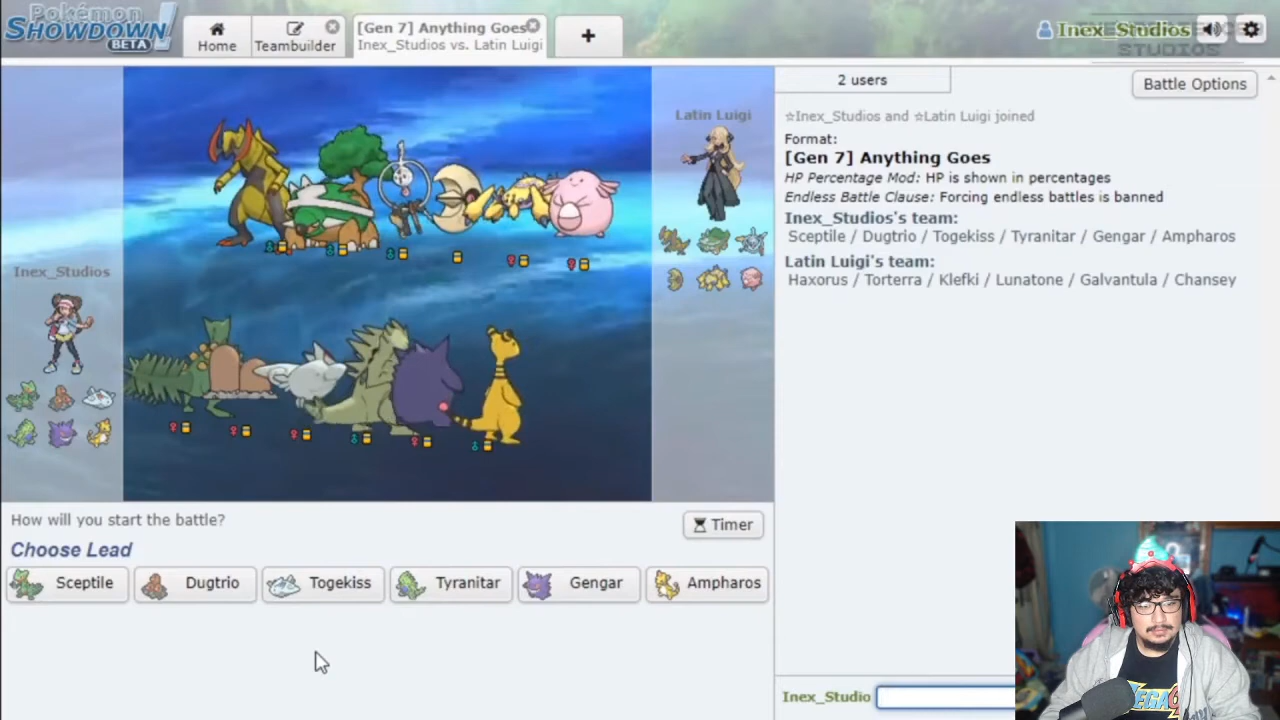 Pokémon
SHOWDOWN!
BETA
Home
Teambuilder
[Gen 7] Anything Goes
Inex_Studios vs. Latin Luigi
+
Inex_Studios
STUDIOS
2 users
Battle Options
☆Inex_Studios and ☆Latin Luigi joined
Format:
[Gen 7] Anything Goes
HP Percentage Mod: HP is shown in percentages
Endless Battle Clause: Forcing endless battles is banned
Inex_Studios's team:
Sceptile / Dugtrio / Togekiss / Tyranitar / Gengar / Ampharos
Latin Luigi's team:
Haxorus / Torterra / Klefki / Lunatone / Galvantula / Chansey
Latin Luigi
Inex_Studios
How will you start the battle?
Timer
Choose Lead
Sceptile
Dugtrio
Togekiss
Tyranitar
Gengar
Ampharos
Inex_Studio